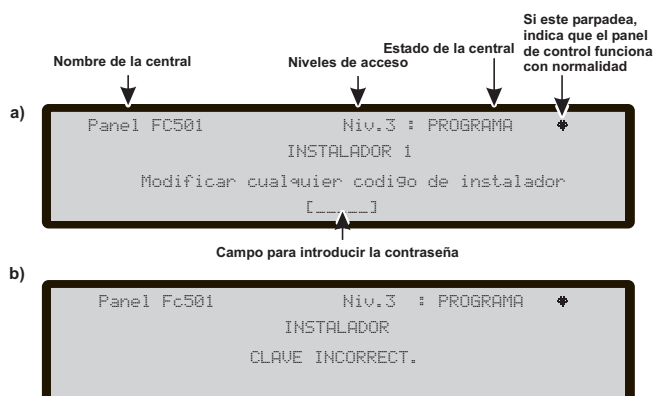 Nombre de la central
Niveles de acceso
Estado de la central
Si este parpadea,
indica que el panel
de control funciona
con normalidad
a)
Panel FC501 Niv.3 : PROGRAMA
INSTALADOR 1
Modificar cualquier codigo de instalador
[_____]
Campo para introducir la contraseña
b)
Panel Fc501 Niv.3 : PROGRAMA
INSTALADOR
CLAVE INCORRECT.